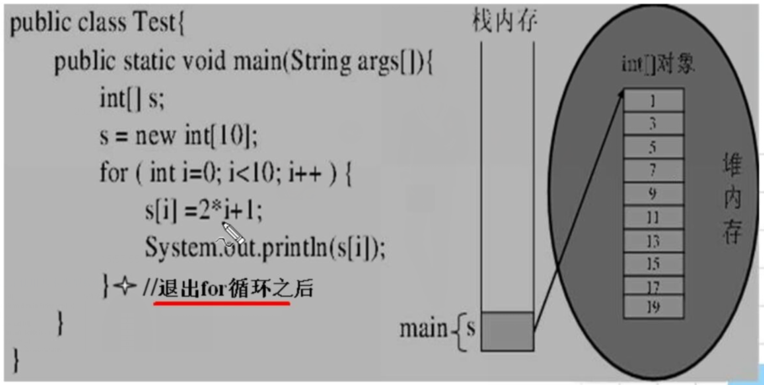 public class Test{
public static void main(String args[]){
int[] s;
s = new int[10];
for ( int i=0; i<10; i++ ) {
s[i] =2*i+1;
System.out.println(s[i]);
} //退出for循环之后
}
}
栈内存
main s
int[]对象
1
3
5
7
9
11
13
15
17
19
堆内存